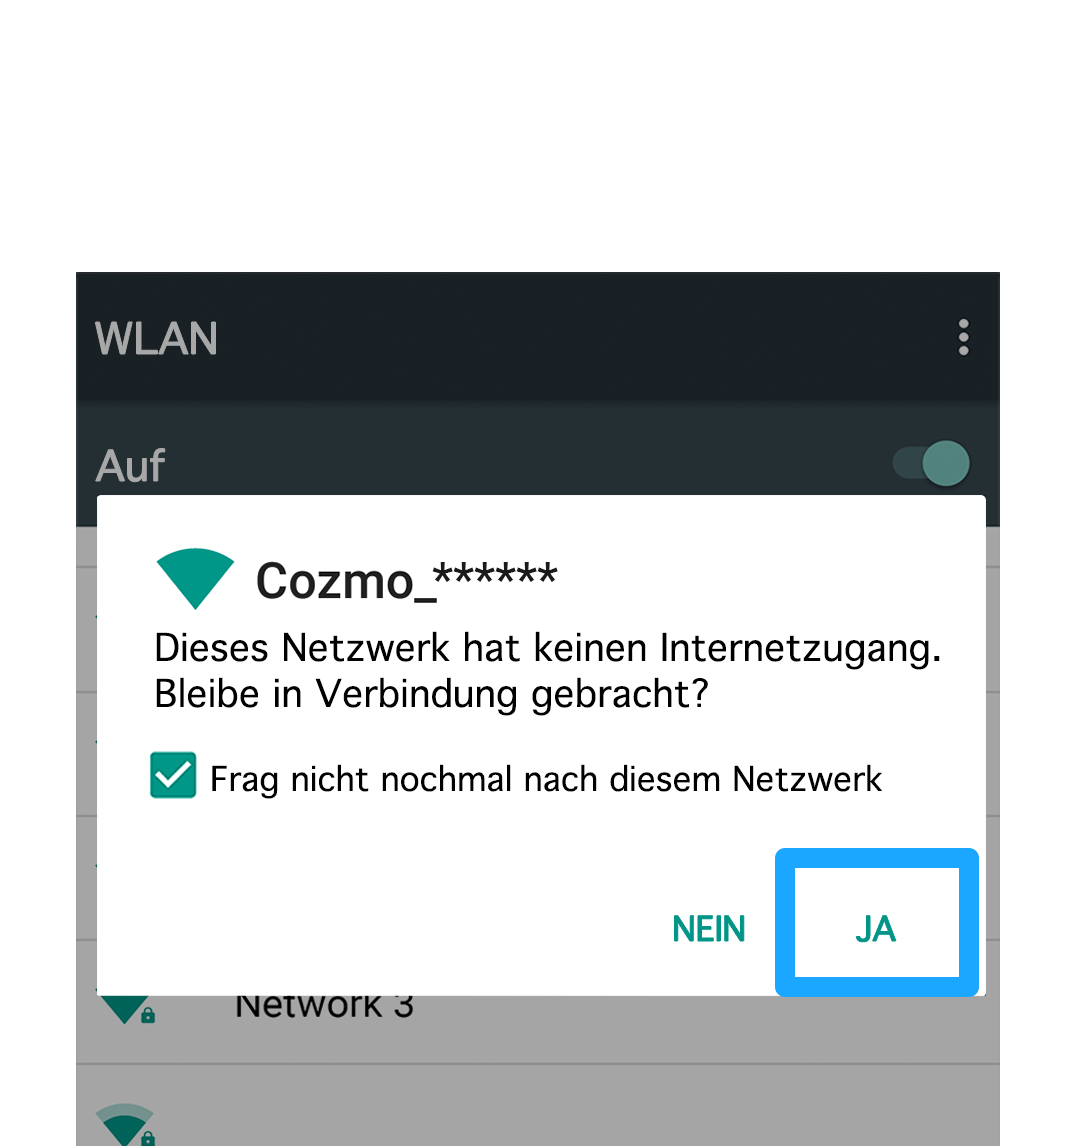 WLAN
Auf
Cozmo_******
Dieses Netzwerk hat keinen Internetzugang.
Bleibe in Verbindung gebracht?
Frag nicht nochmal nach diesem Netzwerk
NEIN JA
Network 3